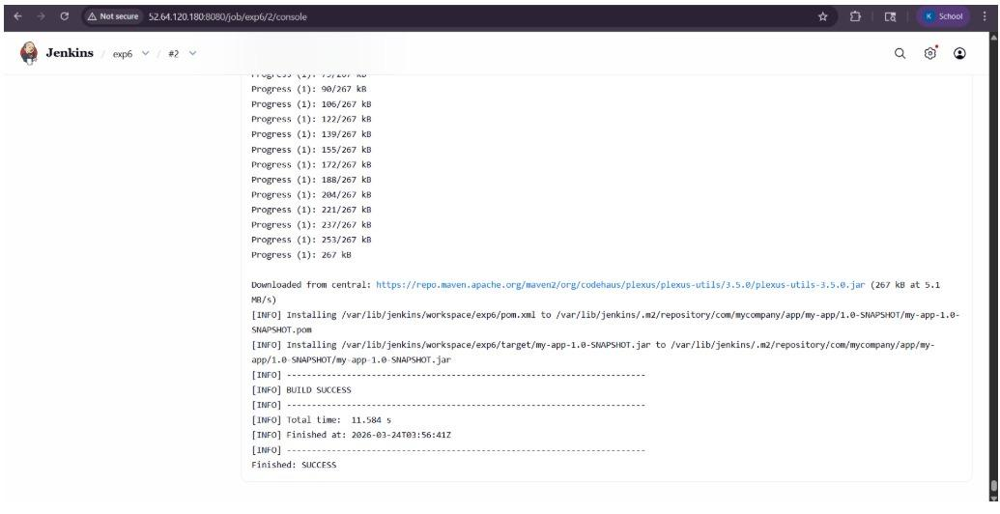 Not secure 52.64.120.180:8080/job/exp6/2/console K School
Jenkins / exp6 / #2
Progress (1): 90/267 kB
Progress (1): 106/267 kB
Progress (1): 122/267 kB
Progress (1): 139/267 kB
Progress (1): 155/267 kB
Progress (1): 172/267 kB
Progress (1): 188/267 kB
Progress (1): 204/267 kB
Progress (1): 221/267 kB
Progress (1): 237/267 kB
Progress (1): 253/267 kB
Progress (1): 267 kB
Downloaded from central: https://repo.maven.apache.org/maven2/org/codehaus/plexus/plexus-utils/3.5.0/plexus-utils-3.5.0.jar (267 kB at 5.1
MB/s)
[INFO] Installing /var/lib/jenkins/workspace/exp6/pom.xml to /var/lib/jenkins/.m2/repository/com/mycompany/app/my-app/1.0-SNAPSHOT/my-app-1.0-
SNAPSHOT.pom
[INFO] Installing /var/lib/jenkins/workspace/exp6/target/my-app-1.0-SNAPSHOT.jar to /var/lib/jenkins/.m2/repository/com/mycompany/app/my-
app/1.0-SNAPSHOT/my-app-1.0-SNAPSHOT.jar
[INFO] ------------------------------------------------------------------------
[INFO] BUILD SUCCESS
[INFO] ------------------------------------------------------------------------
[INFO] Total time:  11.584 s
[INFO] Finished at: 2026-03-24T03:56:41Z
[INFO] ------------------------------------------------------------------------
Finished: SUCCESS